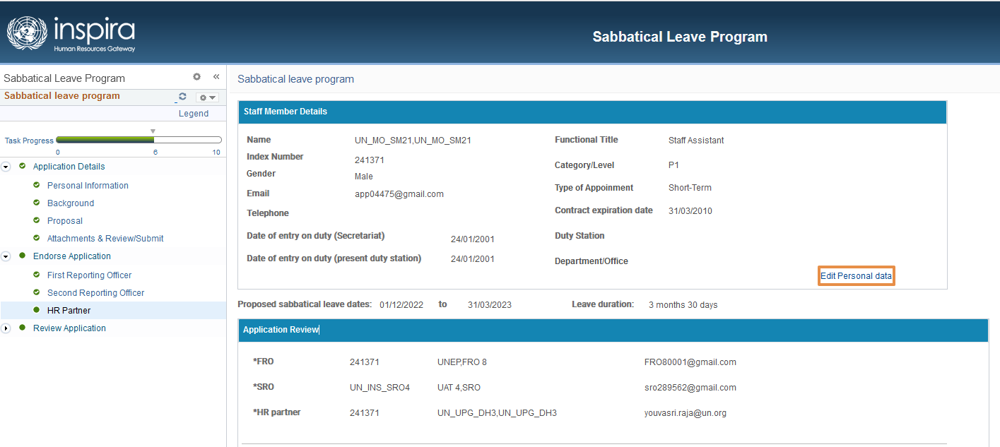 inspira
Human Resources Gateway
Sabbatical Leave Program
Sabbatical Leave Program
Sabbatical leave program
Legend
Task Progress
0 6 10
Application Details
Personal Information
Background
Proposal
Attachments & Review/Submit
Endorse Application
First Reporting Officer
Second Reporting Officer
HR Partner
Review Application
Sabbatical leave program
Staff Member Details
Name UN_MO_SM21,UN_MO_SM21 Functional Title Staff Assistant
Index Number 241371
Gender Male Category/Level P1
Email app04475@gmail.com Type of Appoinment Short-Term
Telephone Contract expiration date 31/03/2010
Date of entry on duty (Secretariat) 24/01/2001 Duty Station
Date of entry on duty (present duty station) 24/01/2001 Department/Office
Edit Personal data
Proposed sabbatical leave dates: 01/12/2022 to 31/03/2023 Leave duration: 3 months 30 days
Application Review
*FRO 241371 UNEP,FRO 8 FRO80001@gmail.com
*SRO UN_INS_SRO4 UAT 4,SRO sro289562@gmail.com
*HR partner 241371 UN_UPG_DH3,UN_UPG_DH3 youvasri.raja@un.org